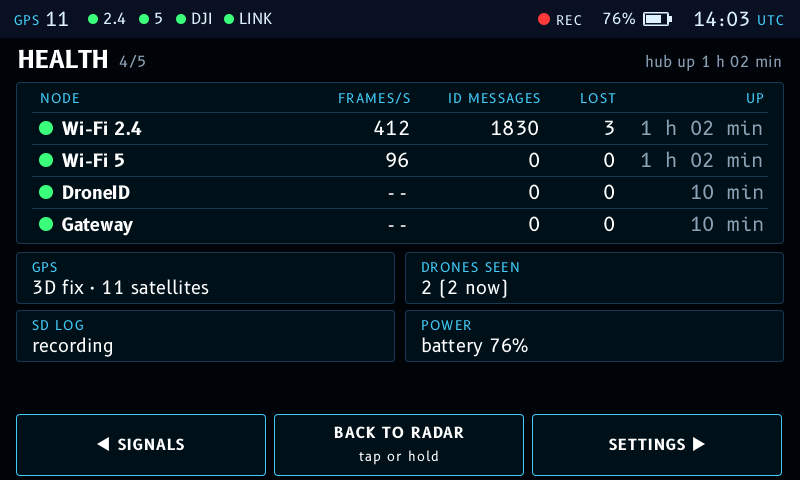 GPS 11 2.4 5 DJI LINK REC 76% 14:03 UTC
HEALTH 4/5 hub up 1 h 02 min
NODE FRAMES/S ID MESSAGES LOST UP
Wi-Fi 2.4 412 1830 3 1 h 02 min
Wi-Fi 5 96 0 0 1 h 02 min
DroneID -- 0 0 10 min
Gateway -- 0 0 10 min
GPS DRONES SEEN
3D fix · 11 satellites 2 (2 now)
SD LOG POWER
recording battery 76%
◀ SIGNALS BACK TO RADAR SETTINGS ▶
tap or hold